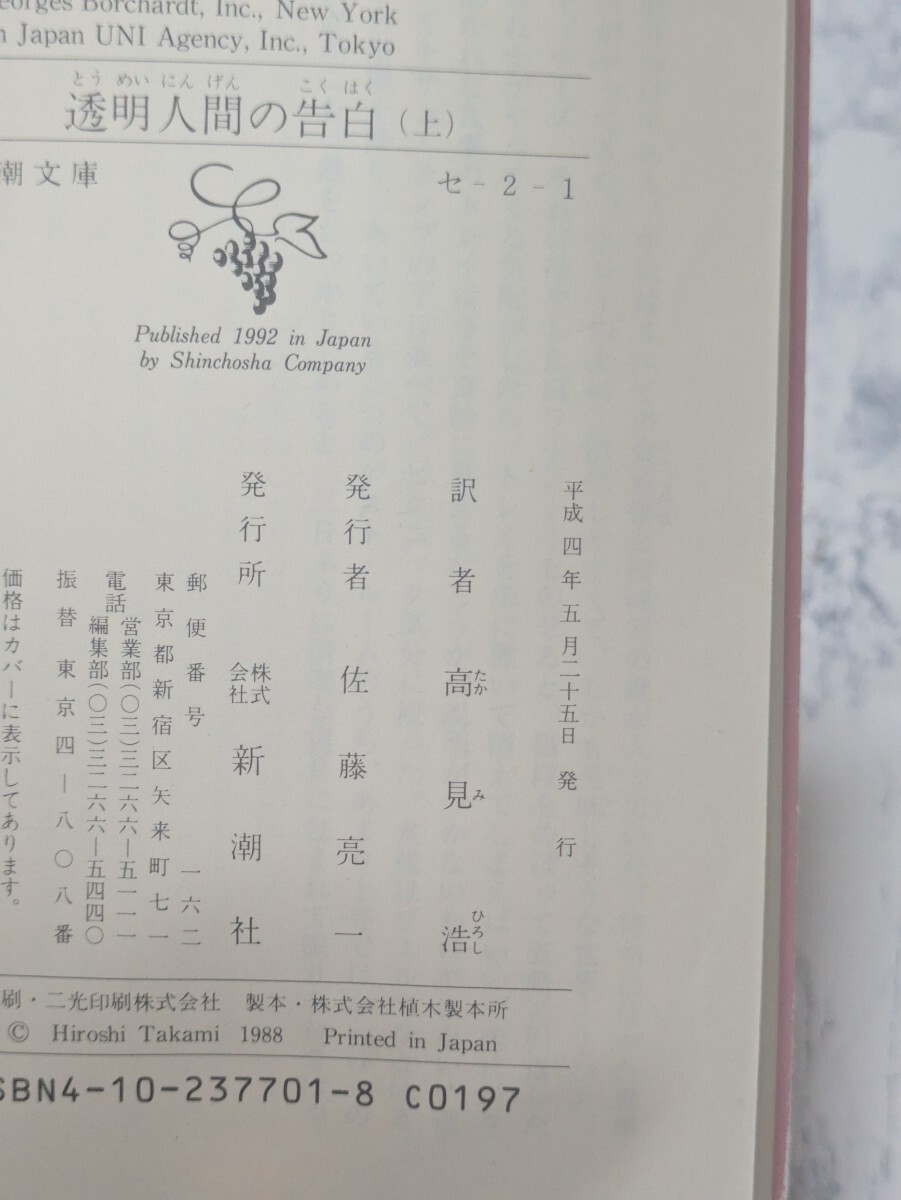 eorges Borchardt, Inc., New York
n Japan UNI Agency, Inc., Tokyo
とう めい にん げん こく はく
透明人間の告白(上)
潮文庫 セ-2-1
Published 1992 in Japan
by Shinchosha Company
平成四年五月二十五日 発行
訳者 高見浩
たか み ひろし
発行者 佐藤亮一
発行所 株式会社 新潮社
郵便番号 一六二
東京都新宿区矢来町七一
電話 営業部(〇三)三二六六―五一一一
編集部(〇三)三二六六―五四四〇
振替東京四―八〇八番
価格はカバーに表示してあります。
刷・二光印刷株式会社 製本・株式会社植木製本所
© Hiroshi Takami 1988 Printed in Japan
SBN4-10-237701-8 C0197